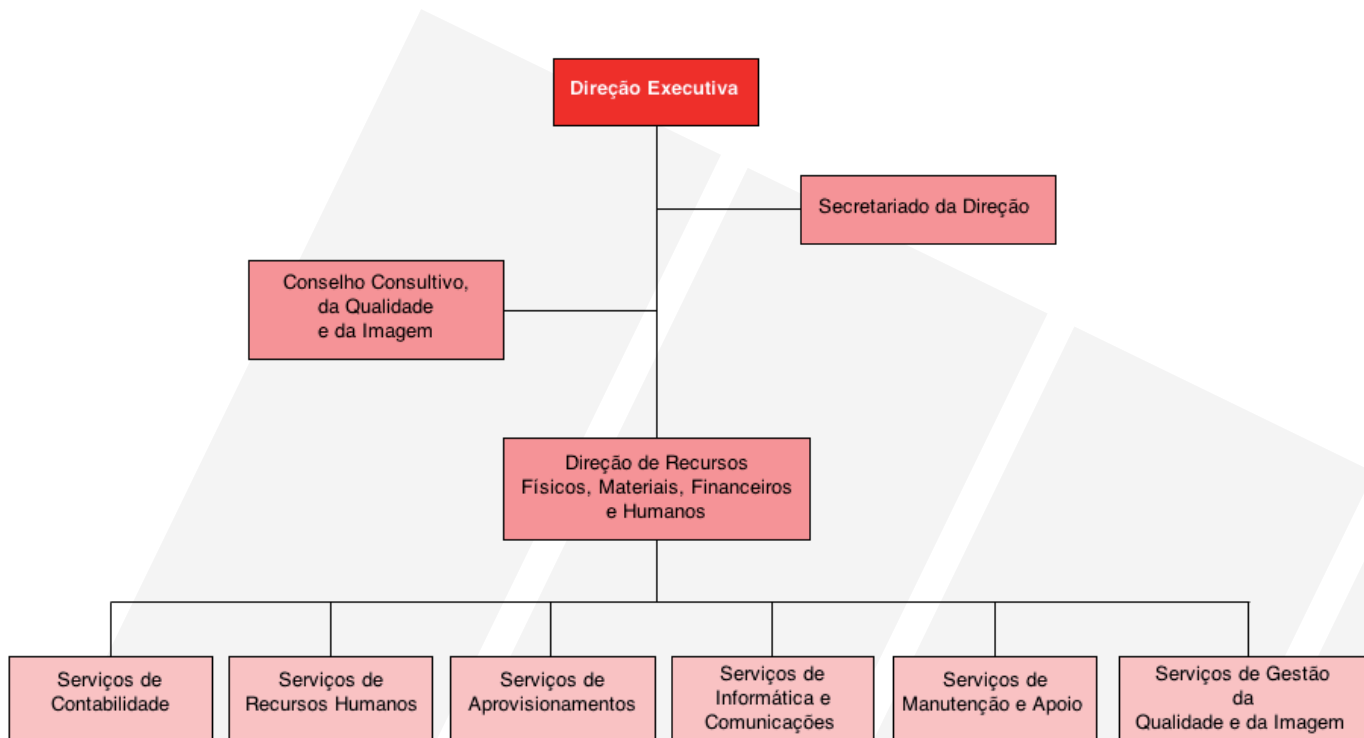 Direção Executiva
Secretariado da Direção
Conselho Consultivo,
da Qualidade
e da Imagem
Direção de Recursos
Físicos, Materiais, Financeiros
e Humanos
Serviços de
Contabilidade
Serviços de
Recursos Humanos
Serviços de
Aprovisionamentos
Serviços de
Informática e
Comunicações
Serviços de
Manutenção e Apoio
Serviços de Gestão
da
Qualidade e da Imagem